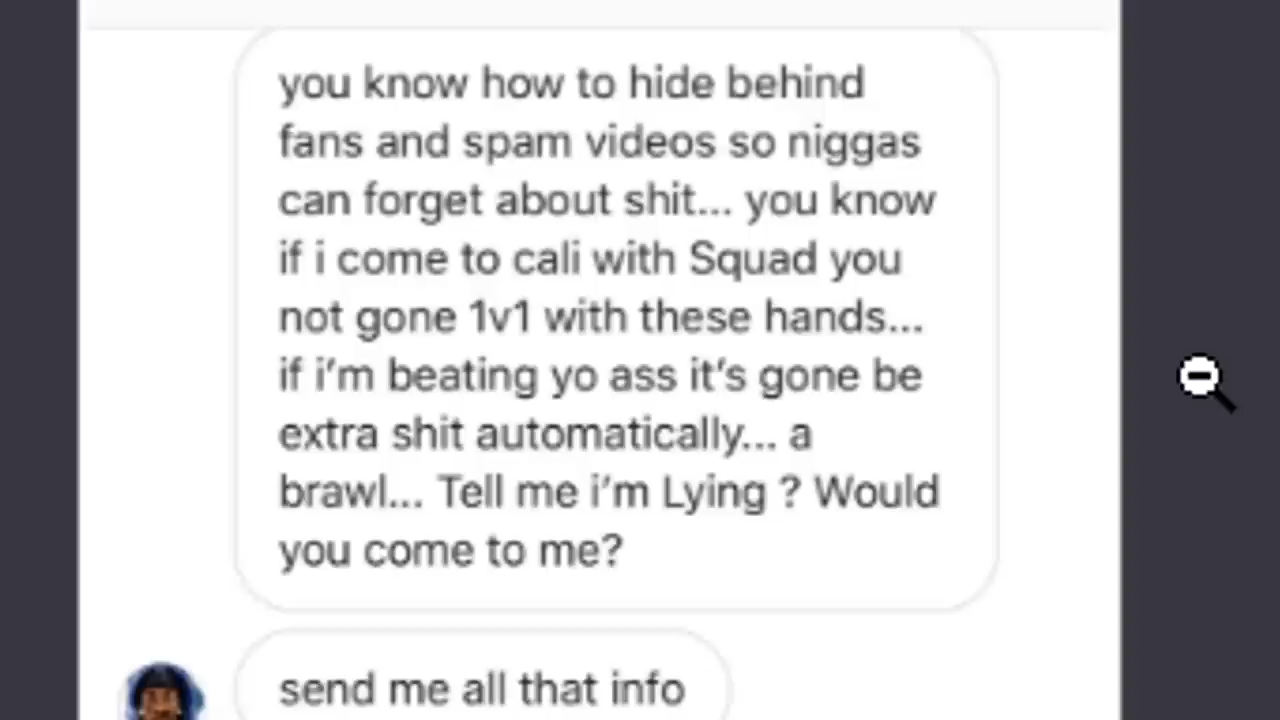 you know how to hide behind
fans and spam videos so niggas
can forget about shit... you know
if i come to cali with Squad you
not gone 1v1 with these hands...
if i'm beating yo ass it's gone be
extra shit automatically... a
brawl... Tell me i'm Lying ? Would
you come to me?
send me all that info